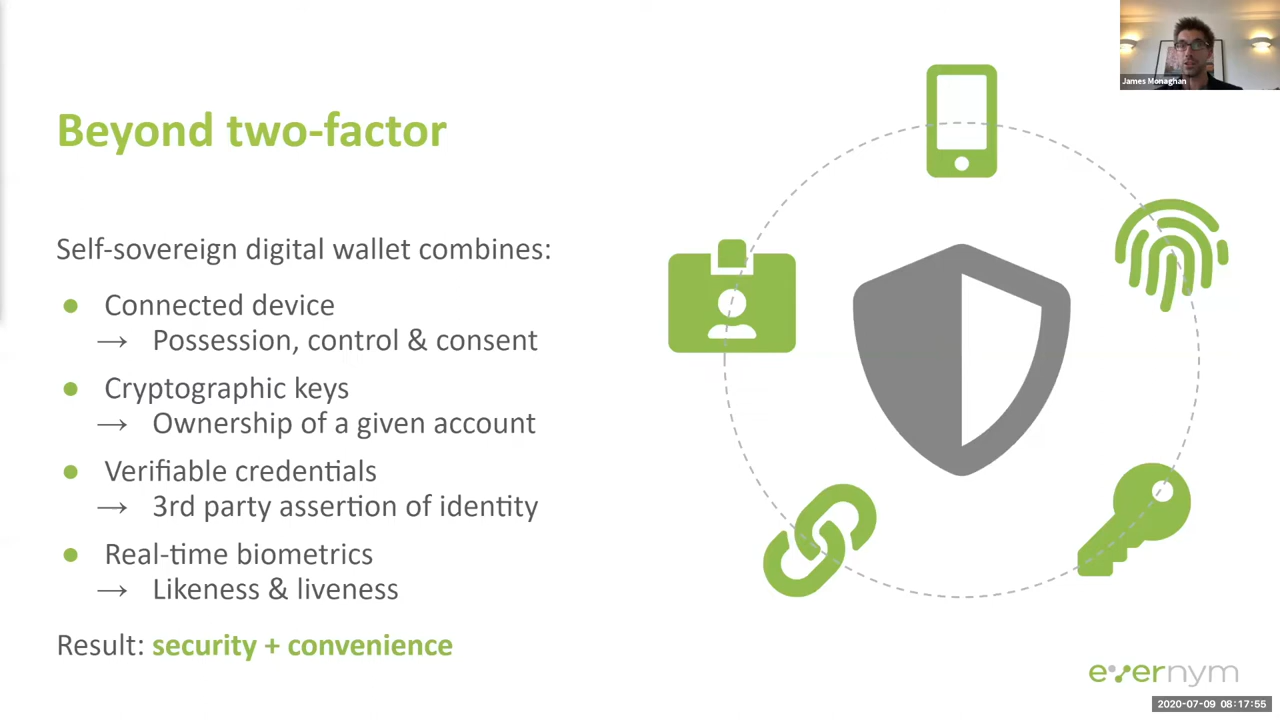 James Monaghan
Beyond two-factor
Self-sovereign digital wallet combines:
● Connected device
→ Possession, control & consent
● Cryptographic keys
→ Ownership of a given account
● Verifiable credentials
→ 3rd party assertion of identity
● Real-time biometrics
→ Likeness & liveness
Result: security + convenience
evernym
2020-07-09 08:17:55